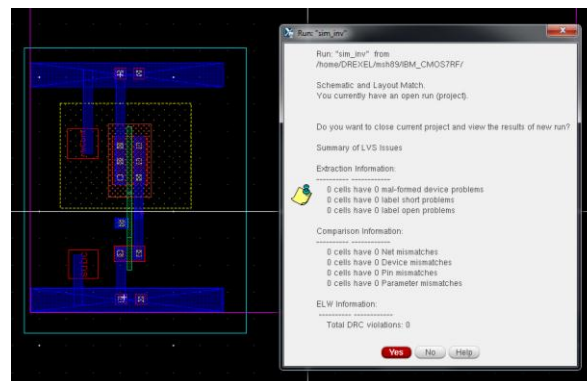 Run: "sim_inv"
Run: "sim_inv" from
/home/DREXEL/msh89/IBM_CMOS7RF/
Schematic and Layout Match.
You currently have an open run (project).
Do you want to close current project and view the results of new run?
Summary of LVS Issues
Extraction Information:
---------- ------------
0 cells have 0 mal-formed device problems
0 cells have 0 label short problems
0 cells have 0 label open problems
Comparison Information:
---------- ------------
0 cells have 0 Net mismatches
0 cells have 0 Device mismatches
0 cells have 0 Pin mismatches
0 cells have 0 Parameter mismatches
ELW Information:
---------- ------------
Total DRC violations: 0
Yes No Help